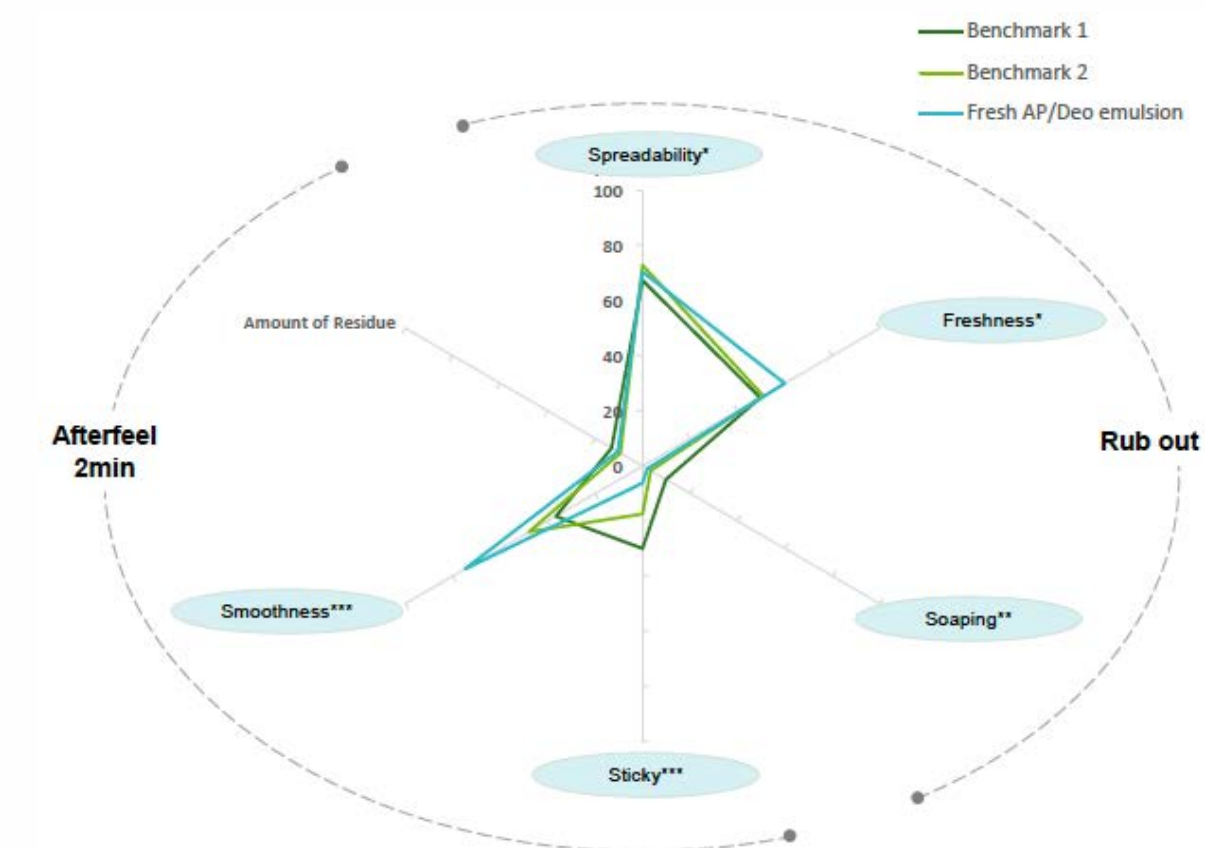 Benchmark 1
Benchmark 2
Fresh AP/Deo emulsion
Spreadability*
100
80
60
40
20
0
Freshness*
Amount of Residue
Afterfeel
2min
Rub out
Smoothness***
Soaping**
Sticky***